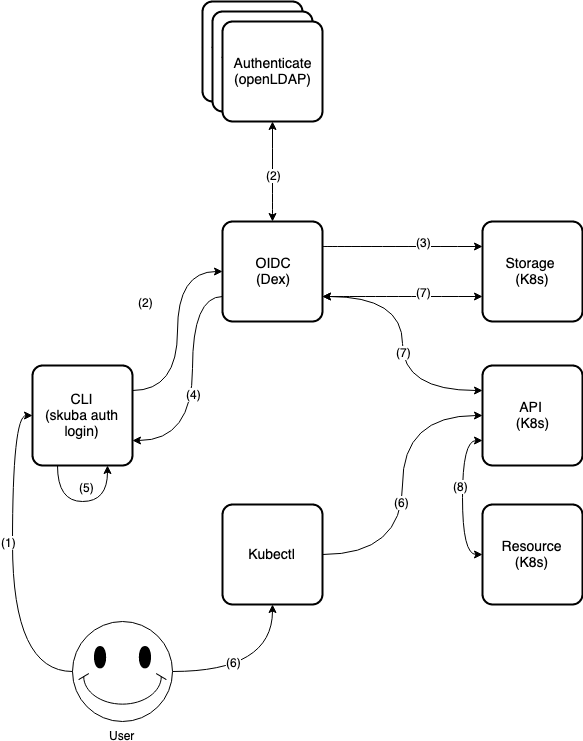 Authenticate
(openLDAP)
(2)
OIDC
(Dex)
(3)
Storage
(K8s)
(7)
(2)
(7)
CLI
(skuba auth
login)
(4)
API
(K8s)
(5)
(8)
(6)
(1)
Kubectl
Resource
(K8s)
(6)
User